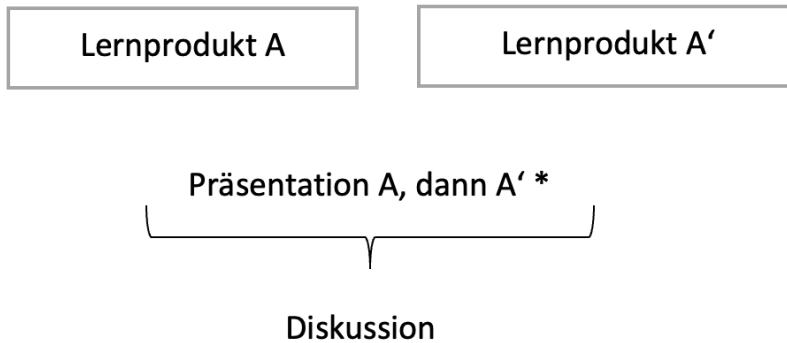 Lernprodukt A
Lernprodukt A‘
Präsentation A, dann A‘ *
Diskussion